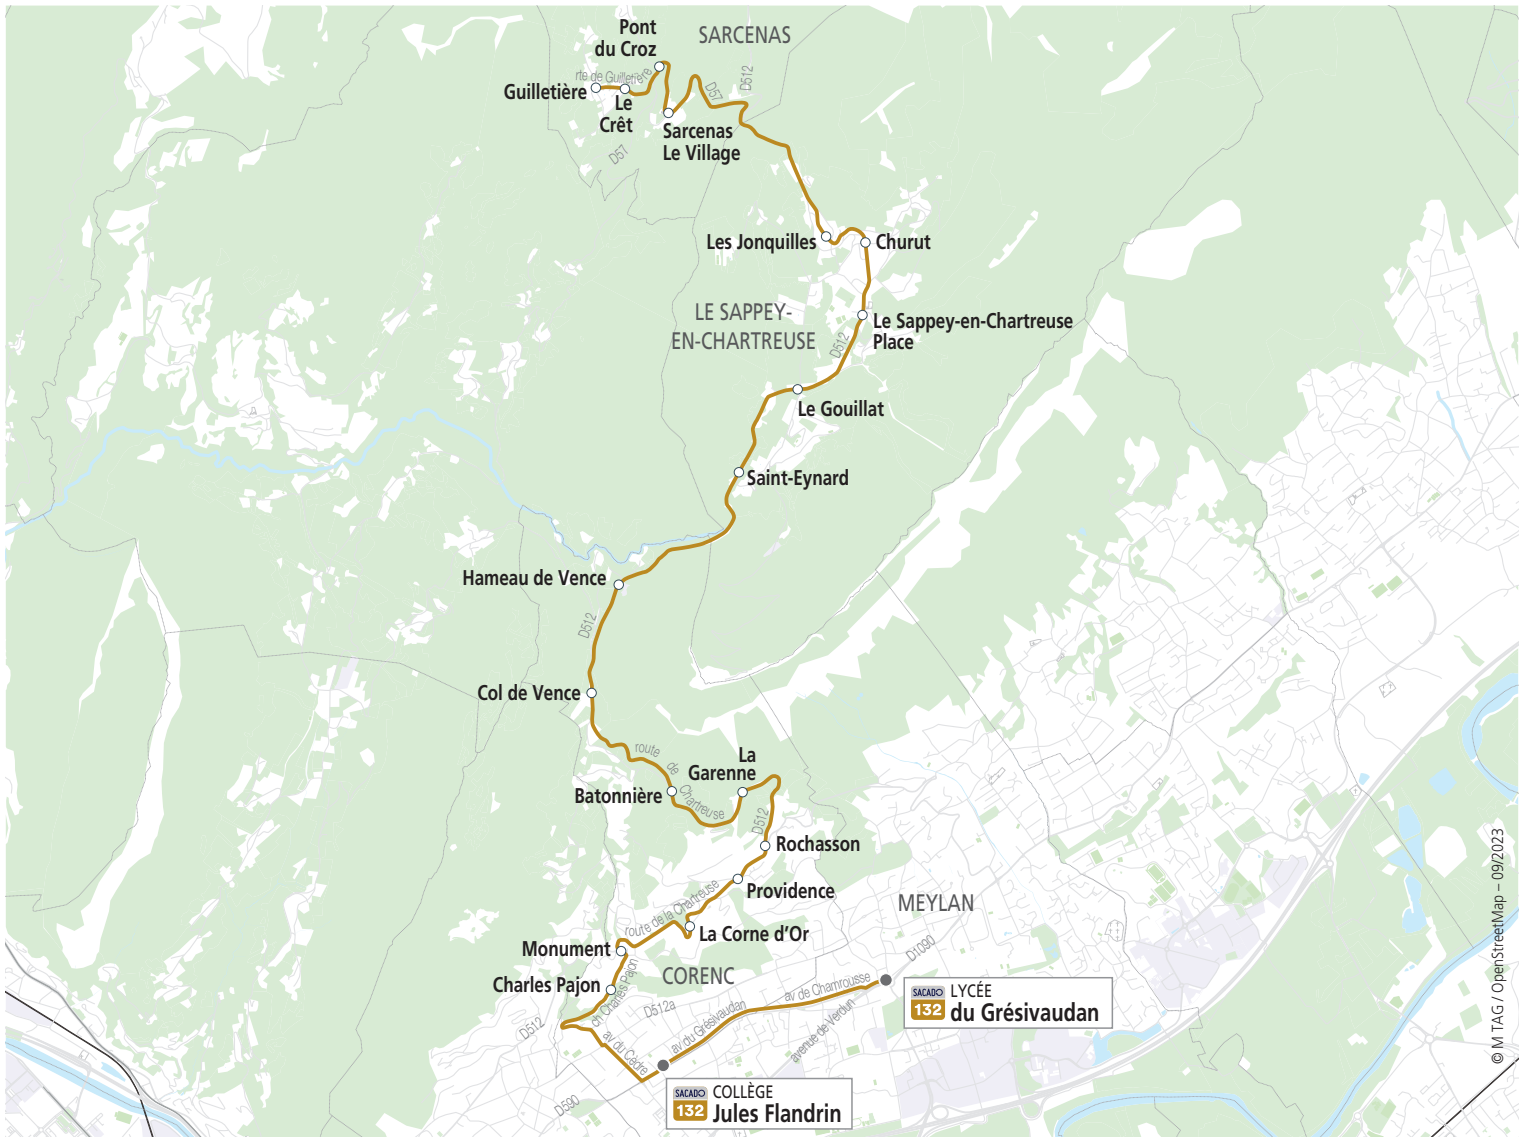 Pont
du Croz
SARCENAS
rte de Guilletière
Guilletière
Le
Crêt
D57
D512
Sarcenas
Le Village
D57
Les Jonquilles
Churut
LE SAPPEY-
EN-CHARTREUSE
Le Sappey-en-Chartreuse
Place
D512
Le Gouillat
Saint-Eynard
Hameau de Vence
D512
Col de Vence
route de Chartreuse
La
Garenne
Batonnière
D512
Rochasson
Providence
route de la Chartreuse
MEYLAN
La Corne d'Or
Monument
D1090
CORENC
Charles Pajon
ch Charles Pajon
av de Chamrousse
SACADO
132
LYCÉE
du Grésivaudan
D512a
D512
av du Grésivaudan
avenue de Verdun
av du Cèdre
D590
SACADO
132
COLLÈGE
Jules Flandrin
© M TAG / OpenStreetMap – 09/2023